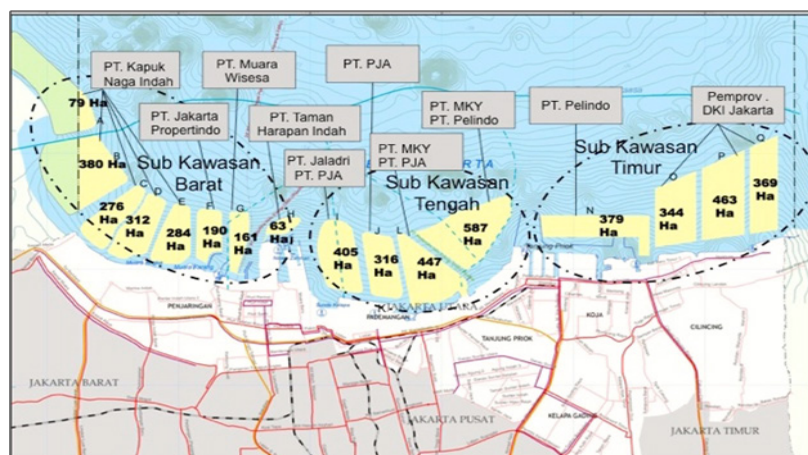 PT. Kapuk
Naga Indah
PT. Muara
Wisesa
PT. PJA
PT. Jakarta
Propertindo
PT. Taman
Harapan Indah
PT. MKY
PT. Pelindo
PT. Pelindo
Pemprov .
DKI Jakarta
PT. Jaladri
PT. PJA
PT. MKY
PT. PJA
Sub Kawasan
Barat
Sub Kawasan
Tengah
Sub Kawasan
Timur
79 Ha
A
380 Ha
B
276
Ha
C
312
Ha
D
284
Ha
E
190
Ha
F
161
Ha
G
63
Ha
H
405
Ha
I
316
Ha
J
447
Ha
L
587
Ha
379
Ha
N
344
Ha
O
463
Ha
P
369
Ha
Q
PENJARINGAN
JAKARTA UTARA
PADEMANGAN
TANJUNG PRIOK
KOJA
CILINCING
KELAPA GADING
JAKARTA BARAT
JAKARTA PUSAT
JAKARTA TIMUR